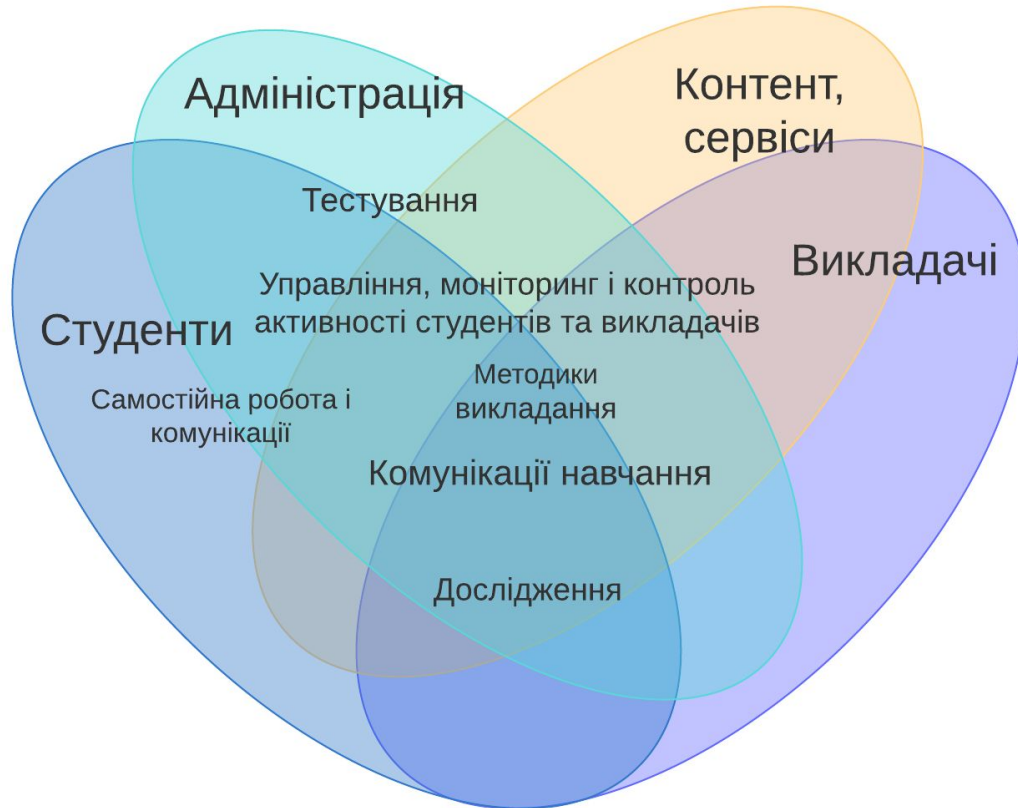 Адміністрація
Контент,
сервіси
Тестування
Викладачі
Управління, моніторинг і контроль
активності студентів та викладачів
Студенти
Методики
викладання
Самостійна робота і
комунікації
Комунікації навчання
Дослідження